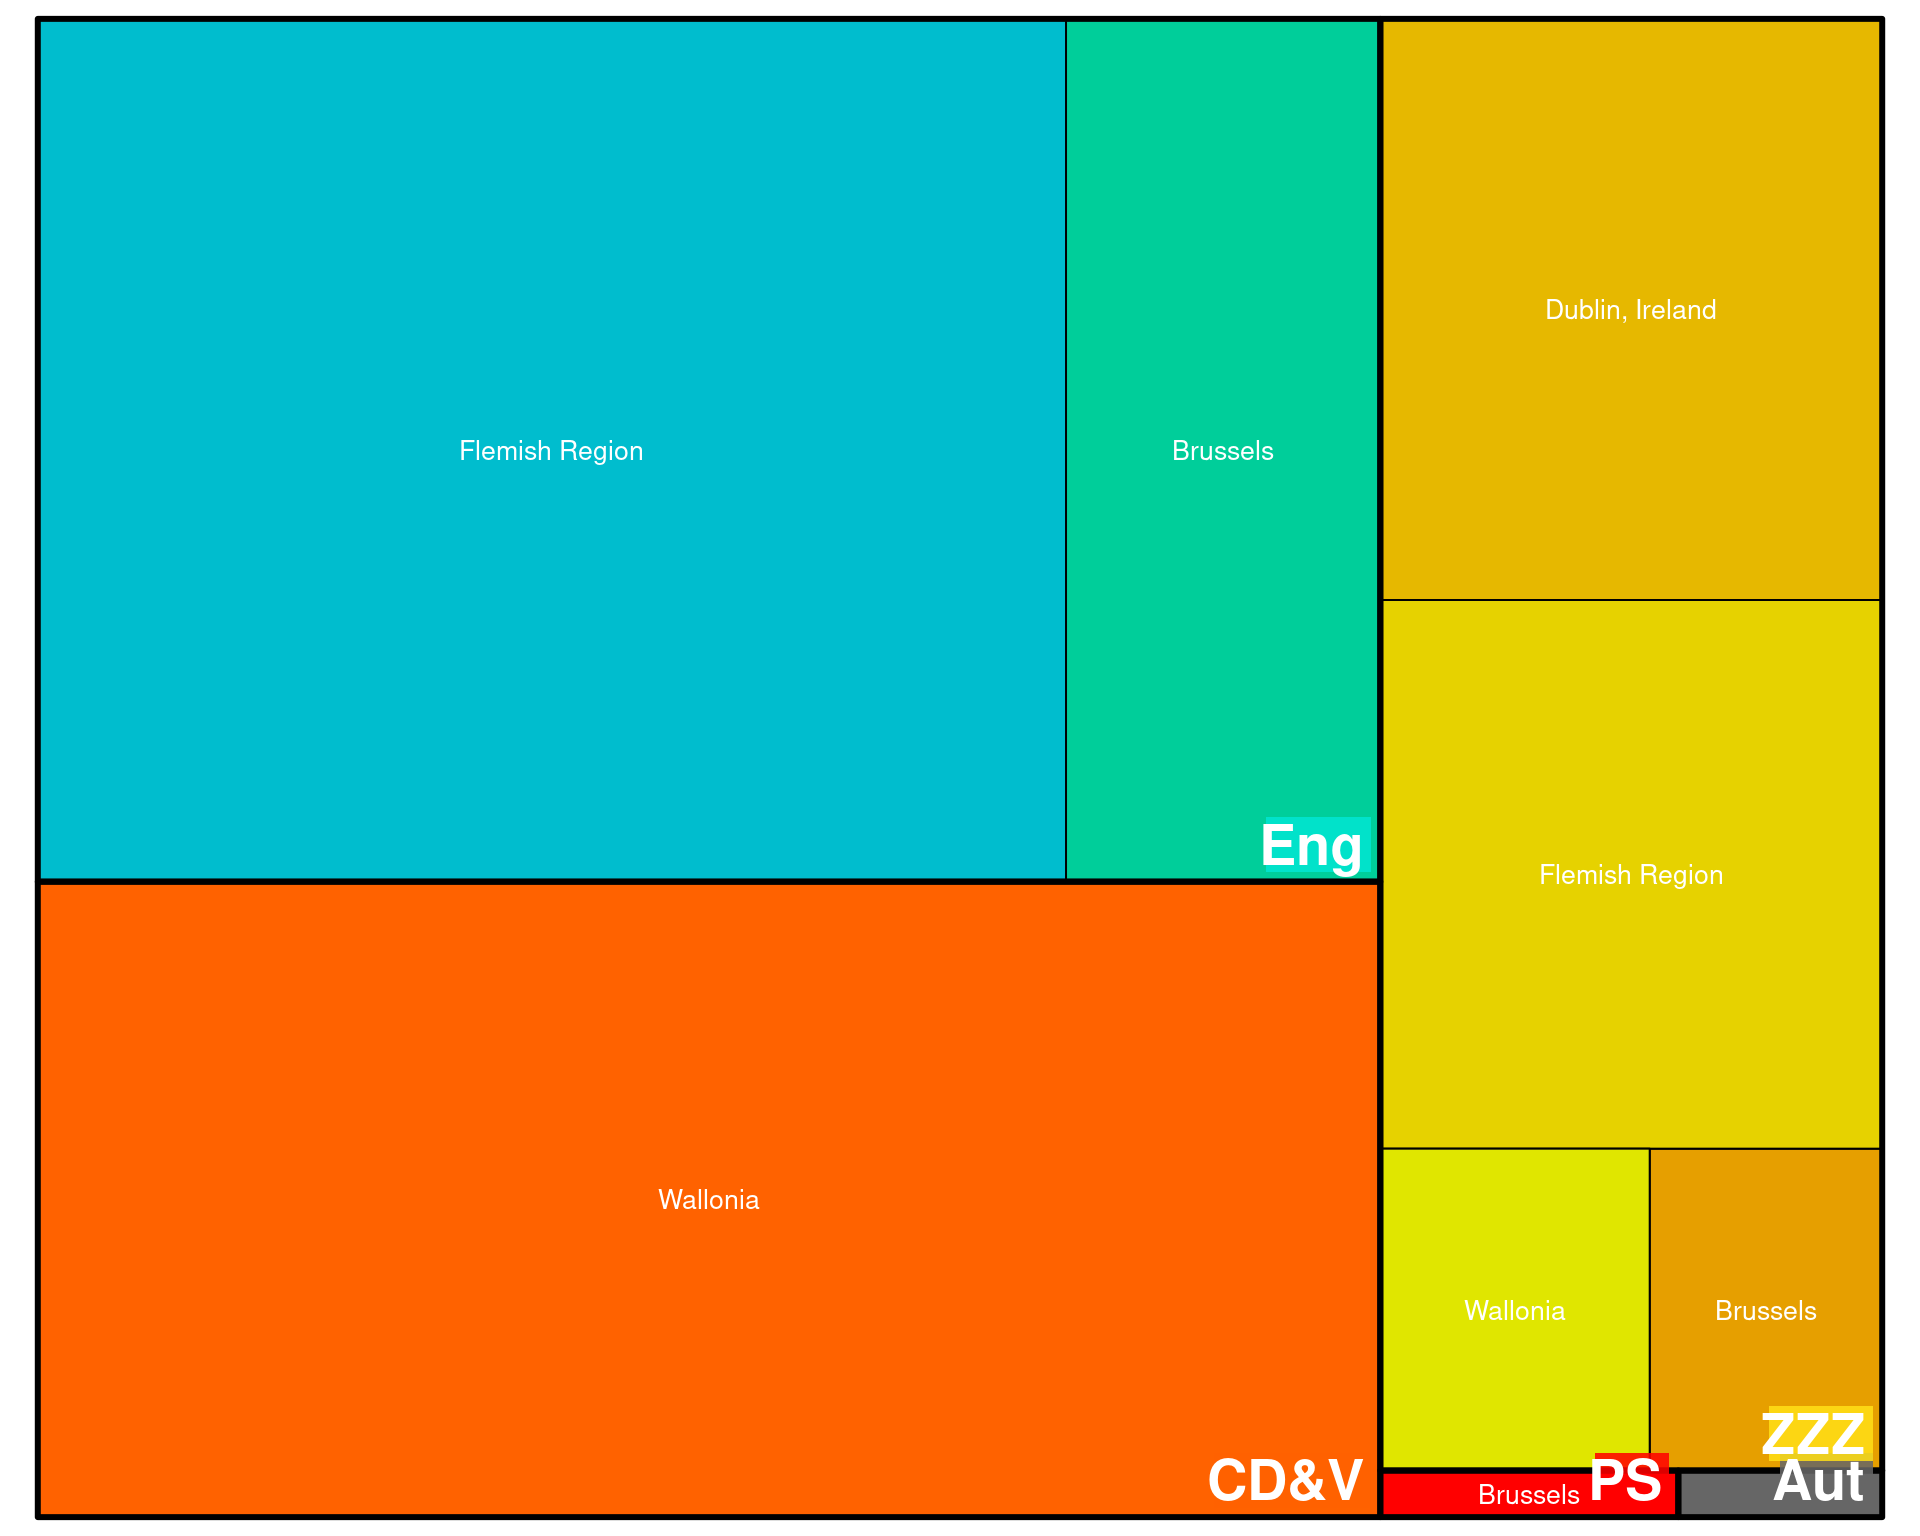 Flemish Region
Brussels
Eng
Wallonia
CD&V
Dublin, Ireland
Flemish Region
Wallonia
Brussels
ZZZ
Brussels
PS
Aut